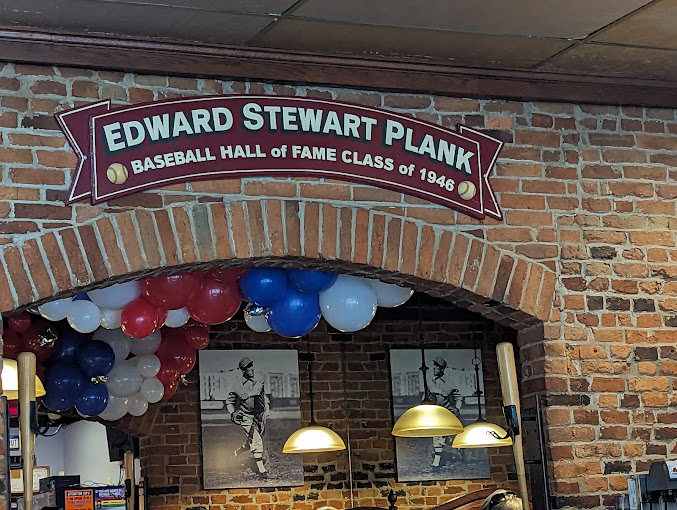 EDWARD STEWART PLANK
BASEBALL HALL of FAME CLASS of 1946